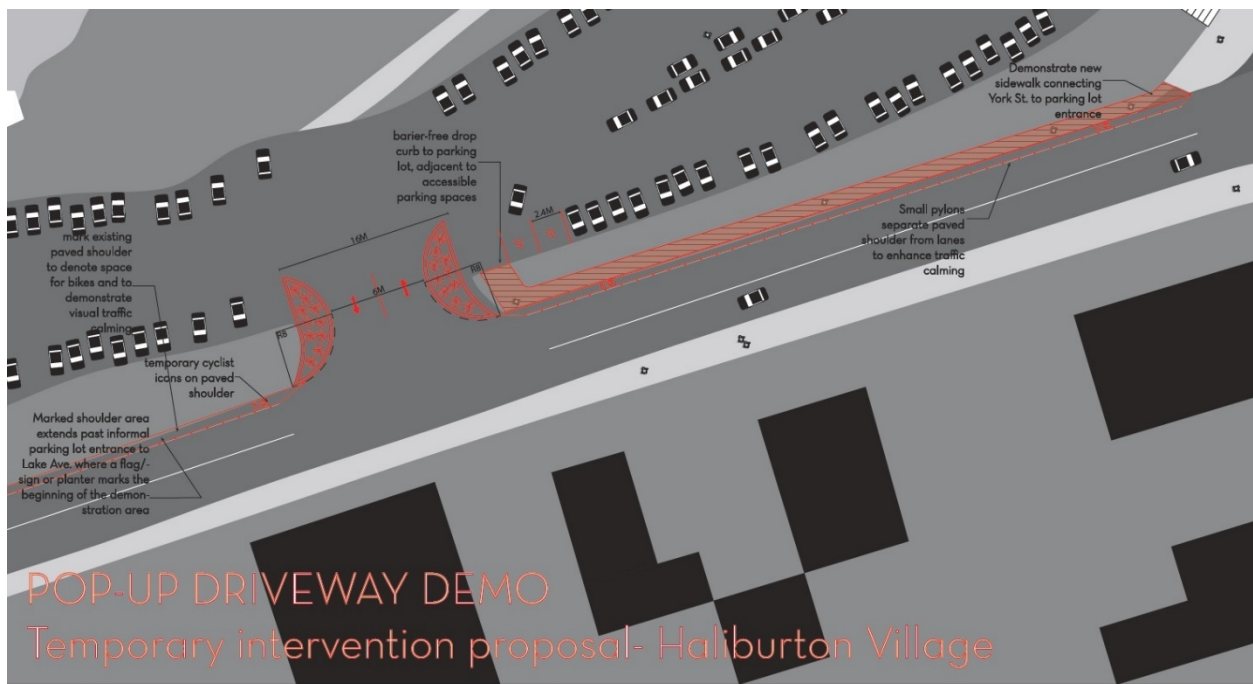 Demonstrate new
sidewalk connecting
York St. to parking lot
entrance
barier-free drop
curb to parking
lot, adjacent to
accessible
parking spaces
2.4M
Small pylons
separate paved
shoulder from lanes
to enhance traffic
calming
mark existing
paved shoulder
to denote space
for bikes and to
demonstrate
visual traffic
calming
16M
6M
R8
R8
temporary cyclist
icons on paved
shoulder
Marked shoulder area
extends past informal
parking lot entrance to
Lake Ave. where a flag/-
sign or planter marks the
beginning of the demon-
stration area
POP-UP DRIVEWAY DEMO
Temporary intervention proposal- Haliburton Village